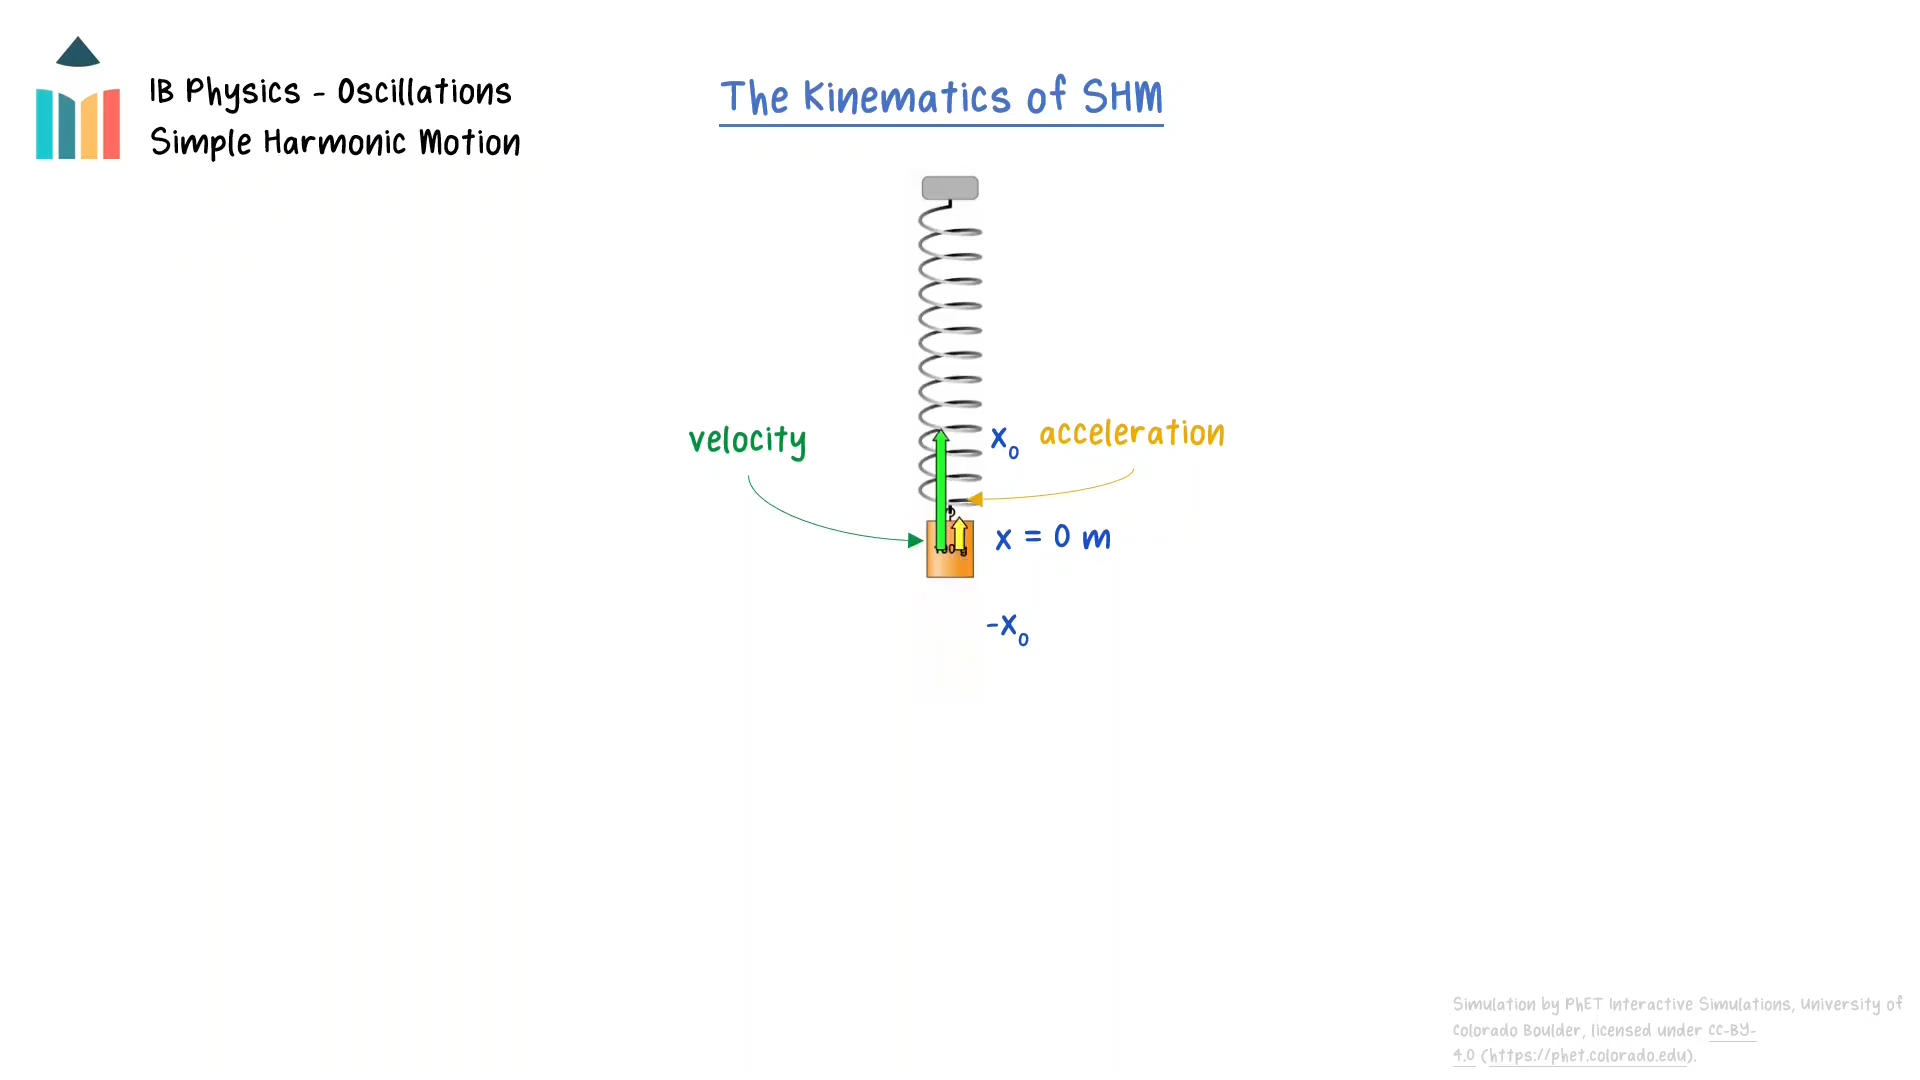 IB Physics - Oscillations
Simple Harmonic Motion
The Kinematics of SHM
velocity
x₀
acceleration
x = 0 m
-x₀
Simulation by PhET Interactive Simulations, University of
Colorado Boulder, licensed under CC-BY-
4.0 (https://phet.colorado.edu).